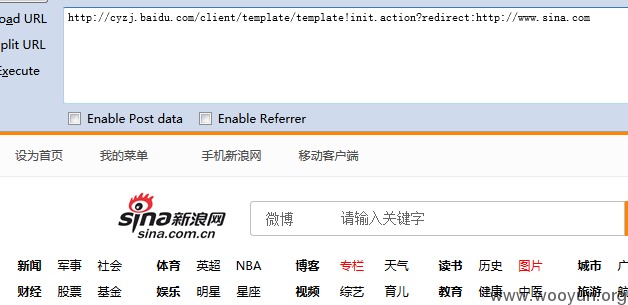 oad URL
http://cyzj.baidu.com/client/template/template!init.action?redirect:http://www.sina.com
plit URL
Execute
Enable Post data Enable Referrer
设为首页 我的菜单 手机新浪网 移动客户端
sina新浪网
sina.com.cn
微博 请输入关键字
新闻 军事 社会 体育 英超 NBA 博客 专栏 天气 读书 历史 图片 城市 广
财经 股票 基金 娱乐 明星 星座 视频 综艺 育儿 教育 健康 中医 旅游 航
www.wooyun.org